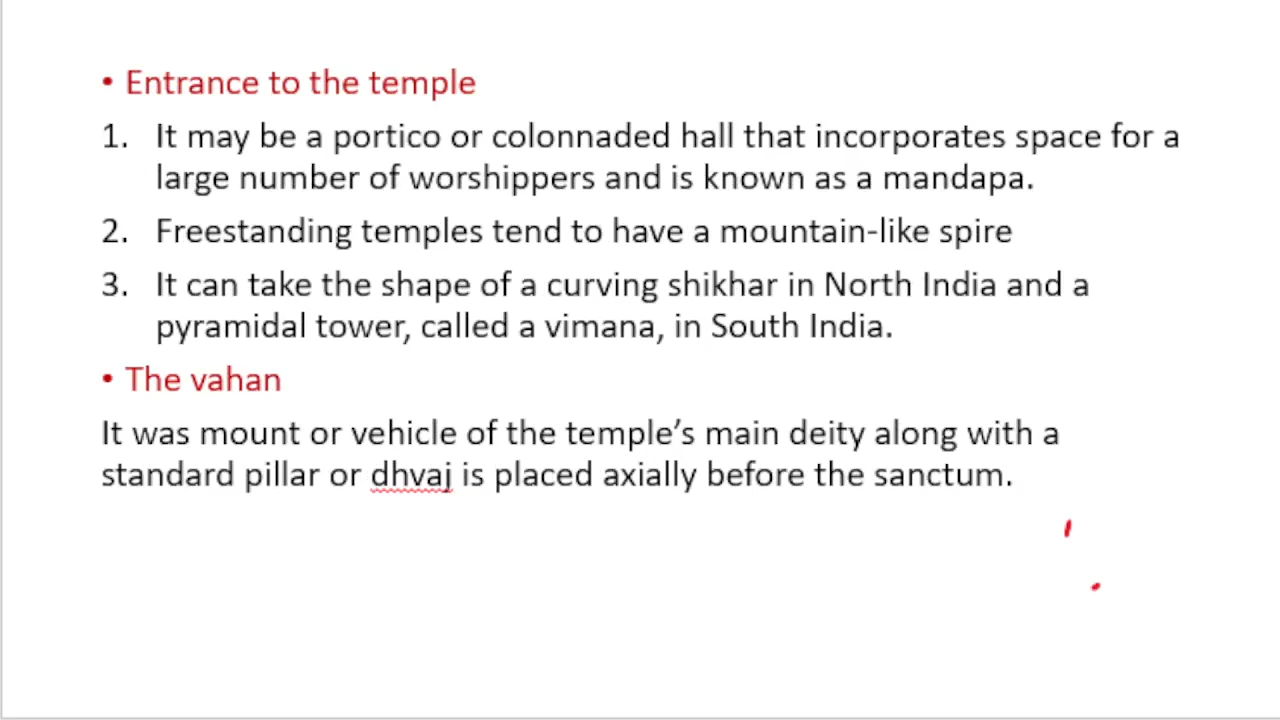 • Entrance to the temple
1. It may be a portico or colonnaded hall that incorporates space for a
large number of worshippers and is known as a mandapa.
2. Freestanding temples tend to have a mountain-like spire
3. It can take the shape of a curving shikhar in North India and a
pyramidal tower, called a vimana, in South India.
• The vahan
It was mount or vehicle of the temple’s main deity along with a
standard pillar or dhvaj is placed axially before the sanctum.